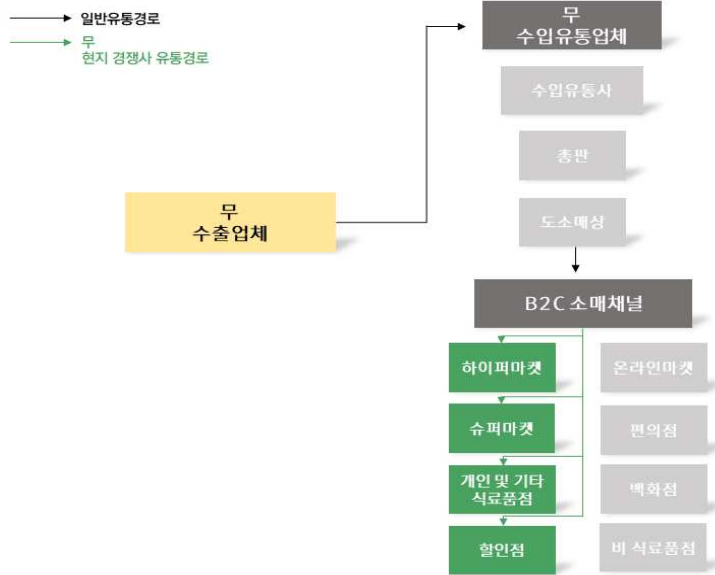 일반유통경로
무
현지 경쟁사 유통경로
무
수입유통업체
수입유통사
총판
무
수출업체
도소매상
B2C 소매채널
하이퍼마켓
온라인마켓
슈퍼마켓
편의점
개인 및 기타
식료품점
백화점
할인점
비 식료품점